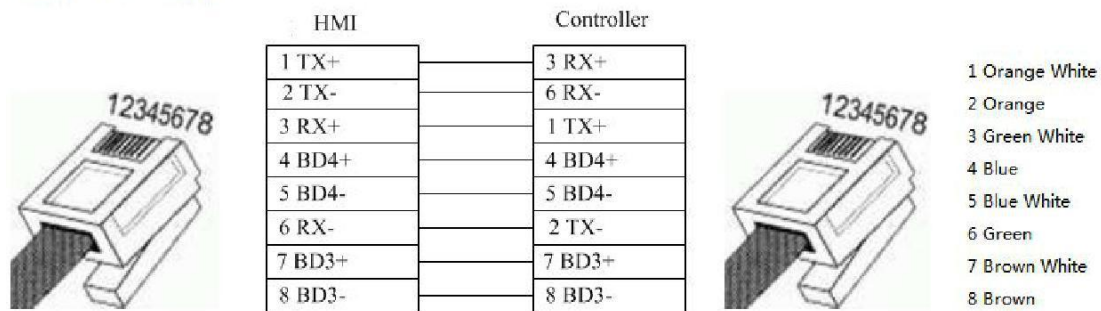 HMI
Controller
1 TX+
3 RX+
2 TX-
6 RX-
3 RX+
1 TX+
4 BD4+
4 BD4+
5 BD4-
5 BD4-
6 RX-
2 TX-
7 BD3+
7 BD3+
8 BD3-
8 BD3-
12345678
12345678
1 Orange White
2 Orange
3 Green White
4 Blue
5 Blue White
6 Green
7 Brown White
8 Brown